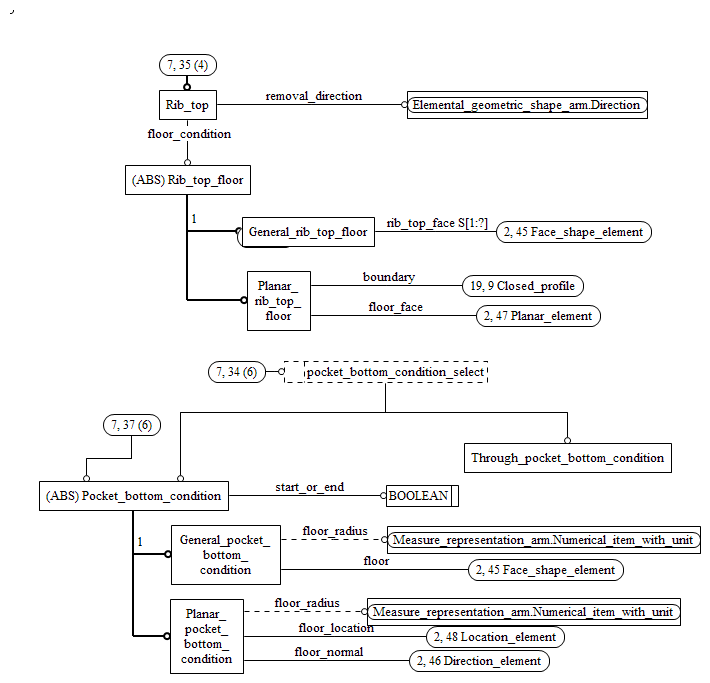 7, 35 (4)
Rib_top
removal_direction
Elemental_geometric_shape_arm.Direction
floor_condition
(ABS) Rib_top_floor
1
General_rib_top_floor
rib_top_face S[1:?]
2, 45 Face_shape_element
Planar_
rib_top_
floor
boundary
19, 9 Closed_profile
floor_face
2, 47 Planar_element
7, 34 (6)
pocket_bottom_condition_select
7, 37 (6)
Through_pocket_bottom_condition
(ABS) Pocket_bottom_condition
start_or_end
BOOLEAN
1
General_pocket_
bottom_
condition
floor_radius
Measure_representation_arm.Numerical_item_with_unit
floor
2, 45 Face_shape_element
Planar_
pocket_
bottom_
condition
floor_radius
Measure_representation_arm.Numerical_item_with_unit
floor_location
2, 48 Location_element
floor_normal
2, 46 Direction_element